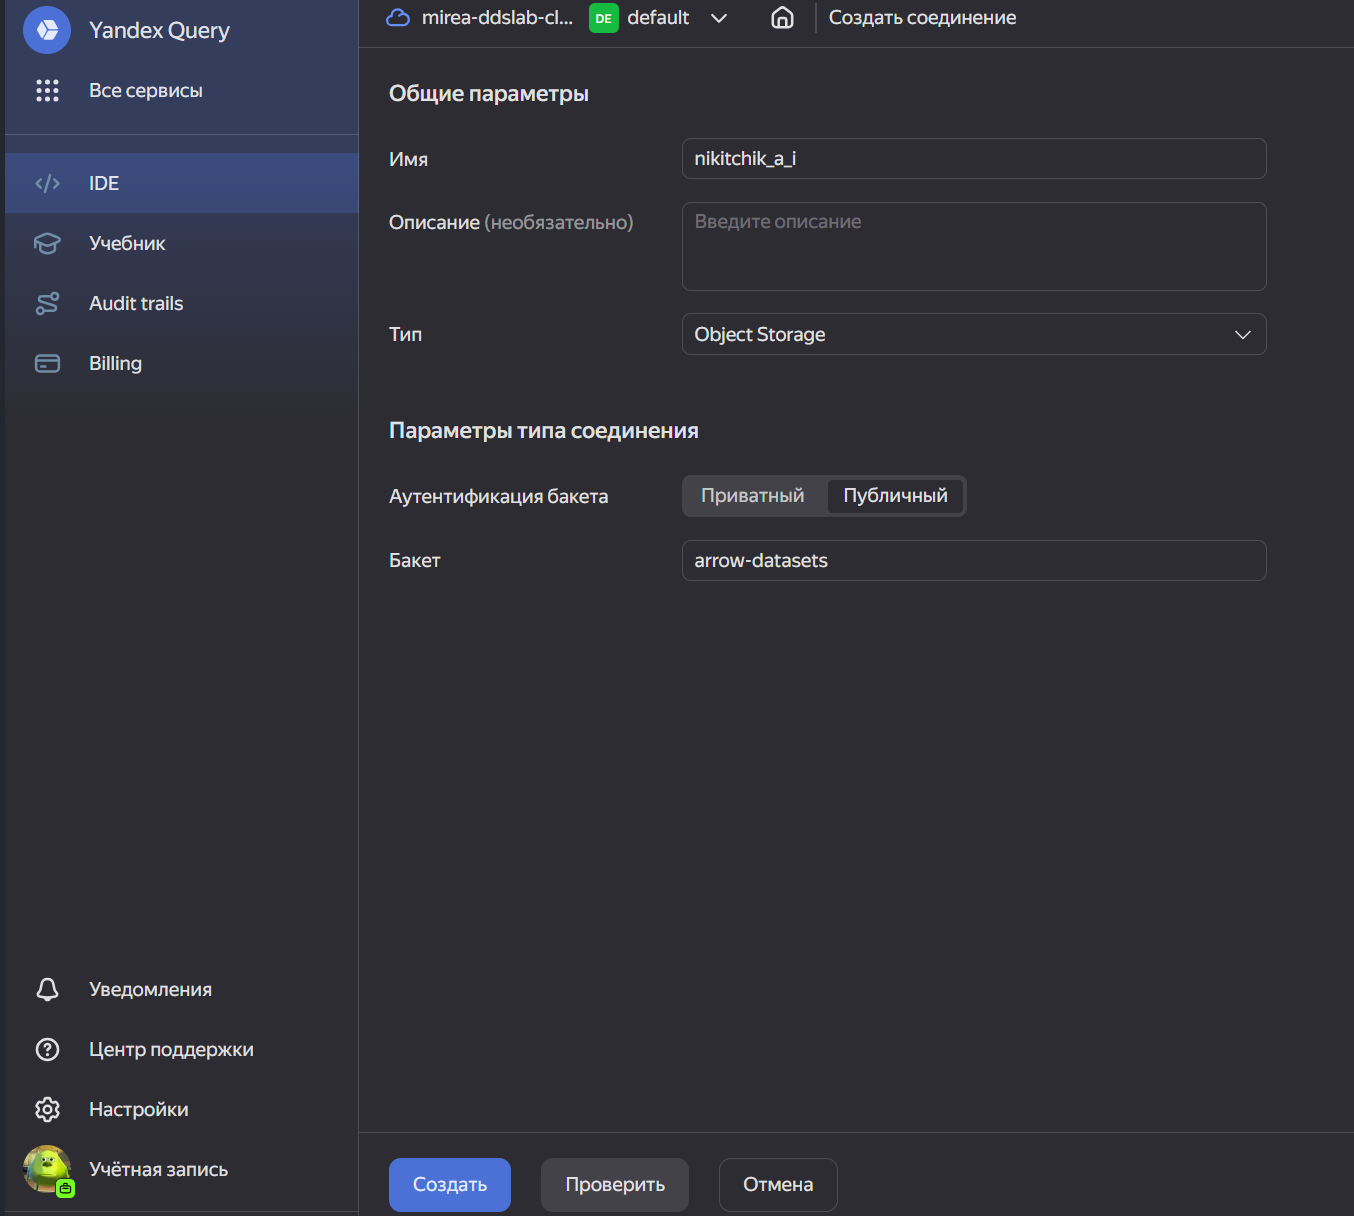 Yandex Query
Все сервисы
IDE
Учебник
Audit trails
Billing
Уведомления
Центр поддержки
Настройки
Учётная запись
mirea-ddslab-cl... DE default Создать соединение
Общие параметры
Имя nikitchik_a_i
Описание (необязательно) Введите описание
Тип Object Storage
Параметры типа соединения
Аутентификация бакета Приватный Публичный
Бакет arrow-datasets
Создать Проверить Отмена